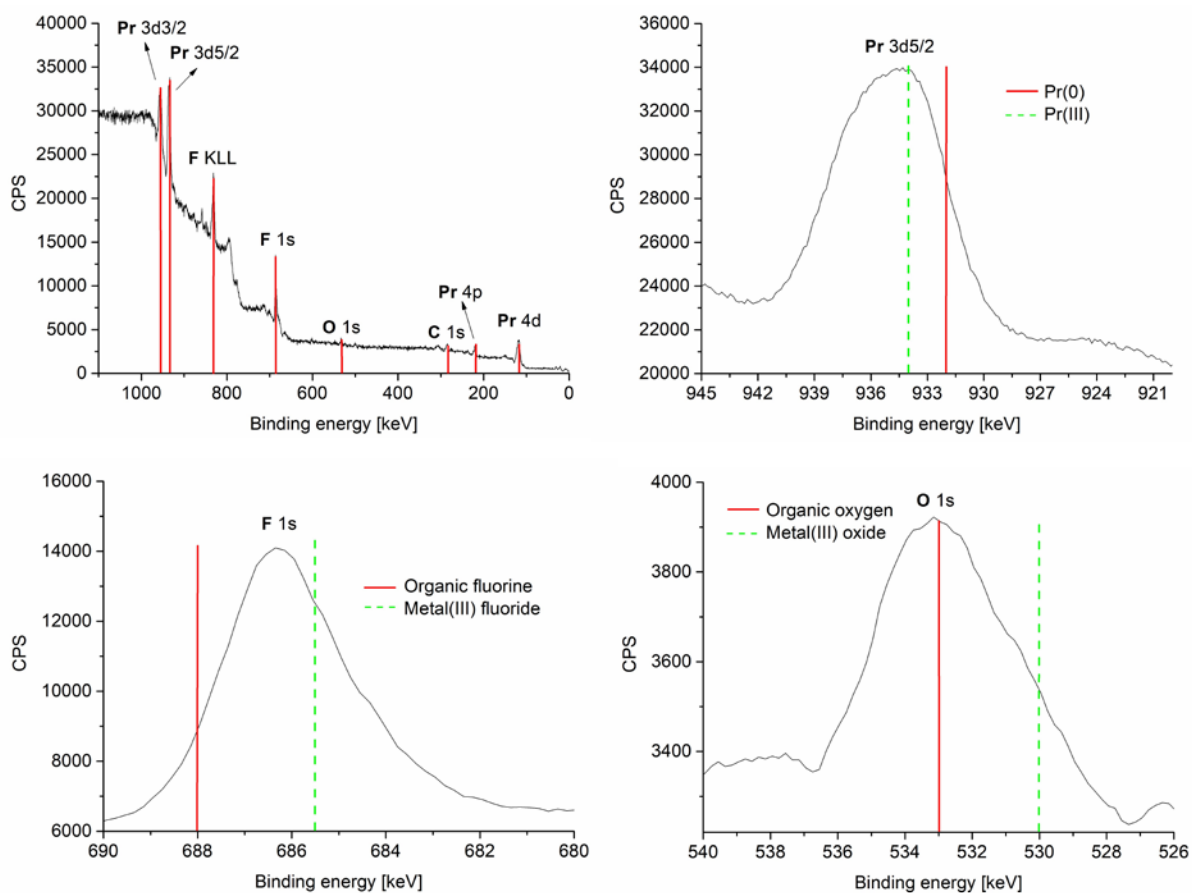 40000
35000
30000
25000
20000
15000
10000
5000
0
CPS
Pr 3d3/2
Pr 3d5/2
F KLL
F 1s
O 1s
C 1s
Pr 4p
Pr 4d
1000 800 600 400 200 0
Binding energy [keV]
36000
34000
32000
30000
28000
26000
24000
22000
20000
CPS
Pr 3d5/2
Pr(0)
Pr(III)
945 942 939 936 933 930 927 924 921
Binding energy [keV]
16000
14000
12000
10000
8000
6000
CPS
F 1s
Organic fluorine
Metal(III) fluoride
690 688 686 684 682 680
Binding energy [keV]
4000
3800
3600
3400
CPS
O 1s
Organic oxygen
Metal(III) oxide
540 538 536 534 532 530 528 526
Binding energy [keV]